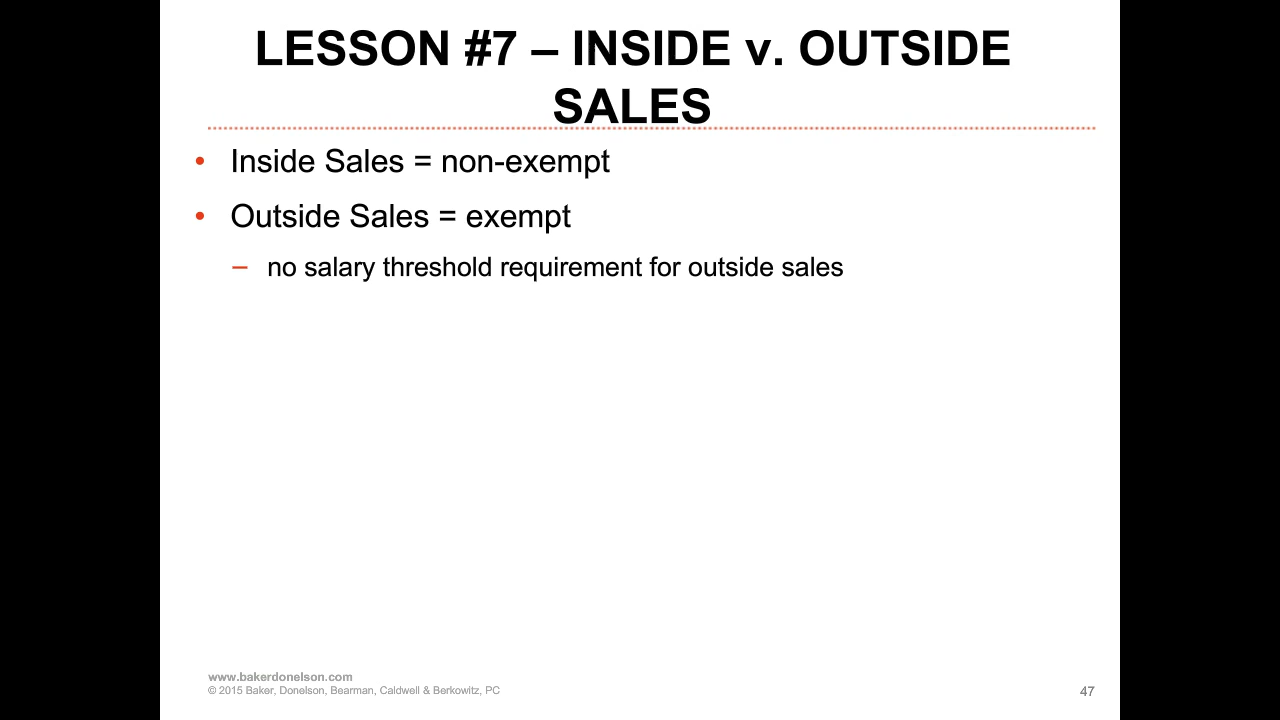 LESSON #7 – INSIDE v. OUTSIDE
SALES
• Inside Sales = non-exempt
• Outside Sales = exempt
– no salary threshold requirement for outside sales
www.bakerdonelson.com
© 2015 Baker, Donelson, Bearman, Caldwell & Berkowitz, PC
47